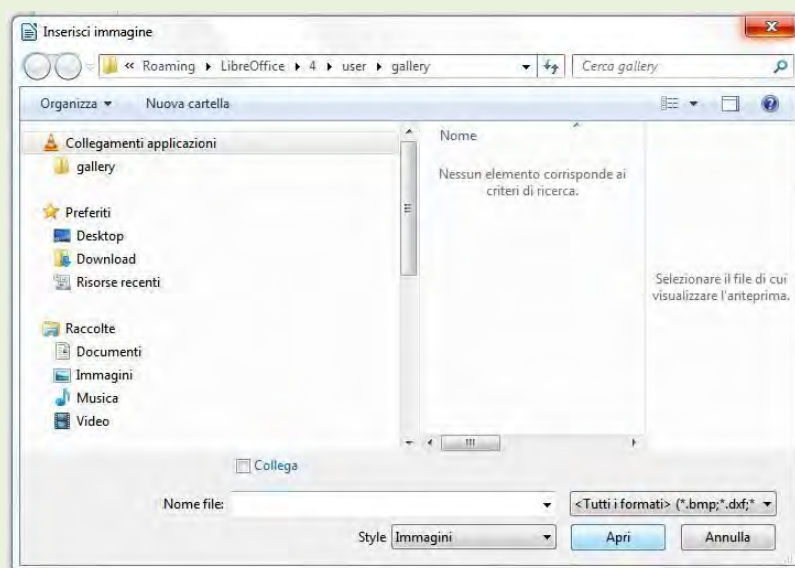 Inserisci immagine
« Roaming ▸ LibreOffice ▸ 4 ▸ user ▸ gallery
Cerca gallery
Organizza
Nuova cartella
Collegamenti applicazioni
gallery
Preferiti
Desktop
Download
Risorse recenti
Raccolte
Documenti
Immagini
Musica
Video
Nome
Nessun elemento corrisponde ai
criteri di ricerca.
Selezionare il file di cui
visualizzare l'anteprima.
Collega
Nome file:
<Tutti i formati> (*.bmp;*.dxf;*
Style
Immagini
Apri
Annulla